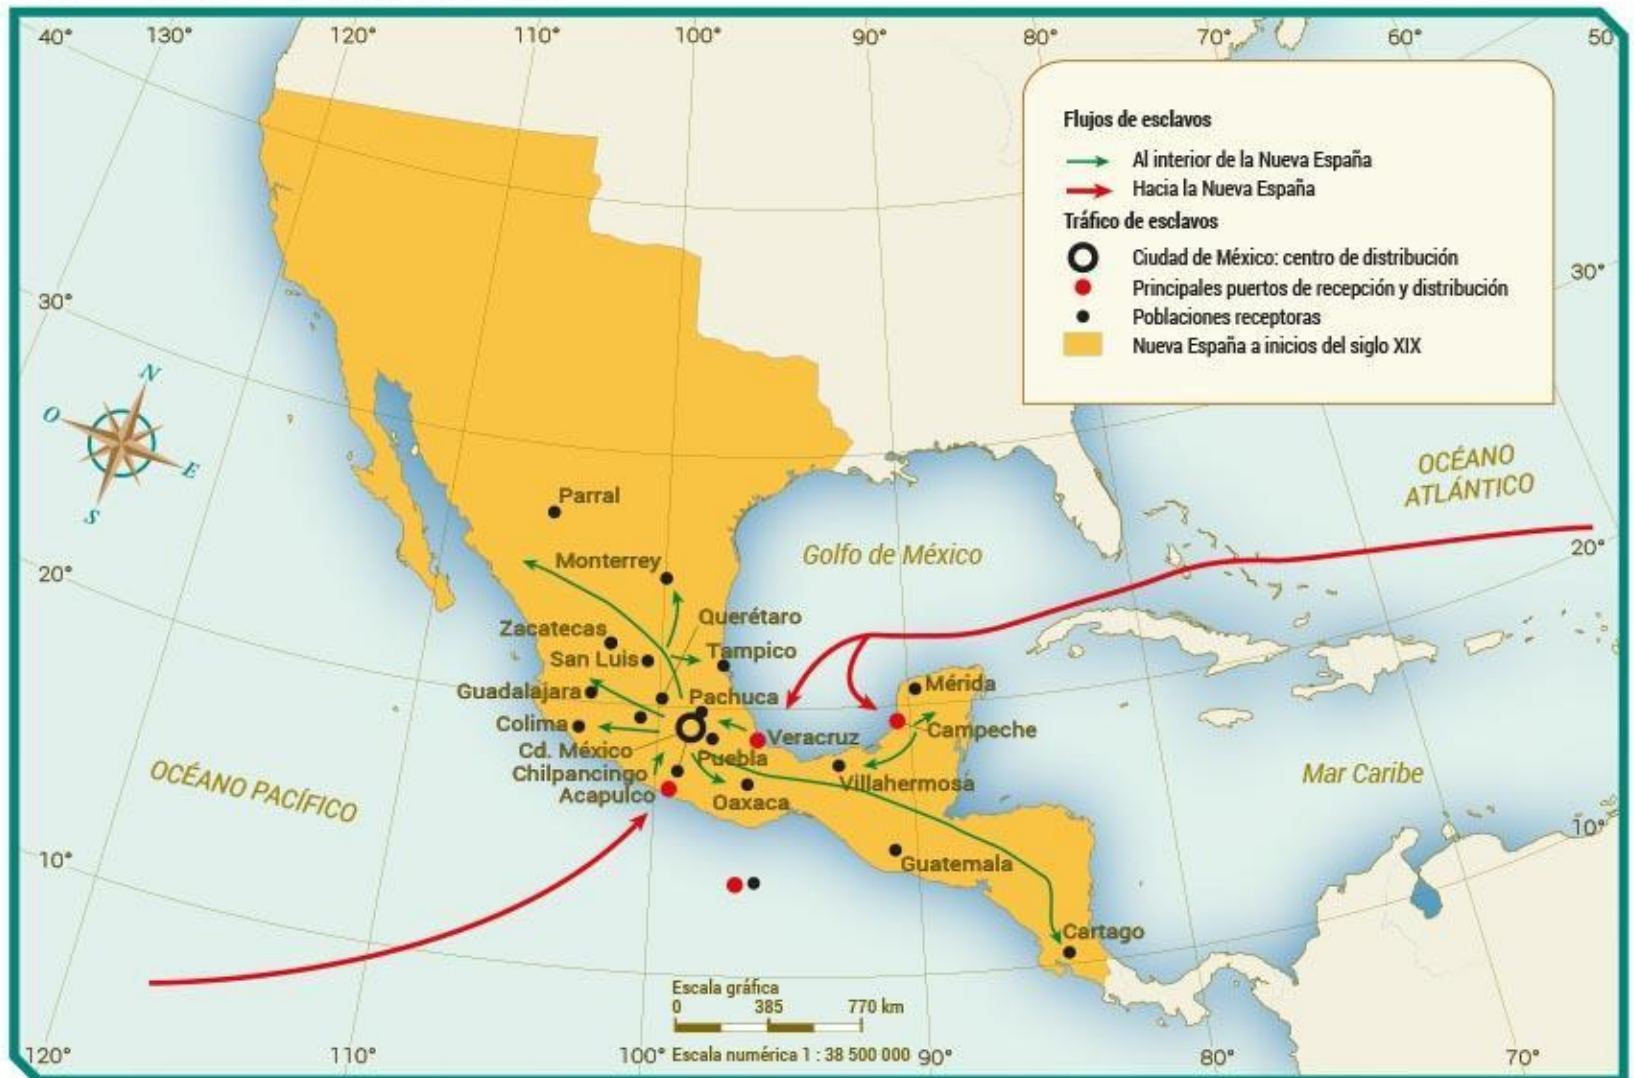 40°
130°
120°
110°
100°
90°
80°
70°
60°
50
Flujos de esclavos
Al interior de la Nueva España
Hacia la Nueva España
Tráfico de esclavos
Ciudad de México: centro de distribución
Principales puertos de recepción y distribución
Poblaciones receptoras
Nueva España a inicios del siglo XIX
30°
30°
N
O
E
S
OCÉANO
ATLÁNTICO
Parral
Golfo de México
20°
Monterrey
20°
Querétaro
Zacatecas
Tampico
San Luis
Mérida
Guadalajara
Pachuca
Colima
Campeche
Veracruz
Cd. México
Puebla
Chilpancingo
Villahermosa
Acapulco
Oaxaca
OCÉANO PACÍFICO
Mar Caribe
10°
10°
Guatemala
Cartago
Escala gráfica
0 385 770 km
Escala numérica 1 : 38 500 000
120°
110°
100°
90°
80°
70°